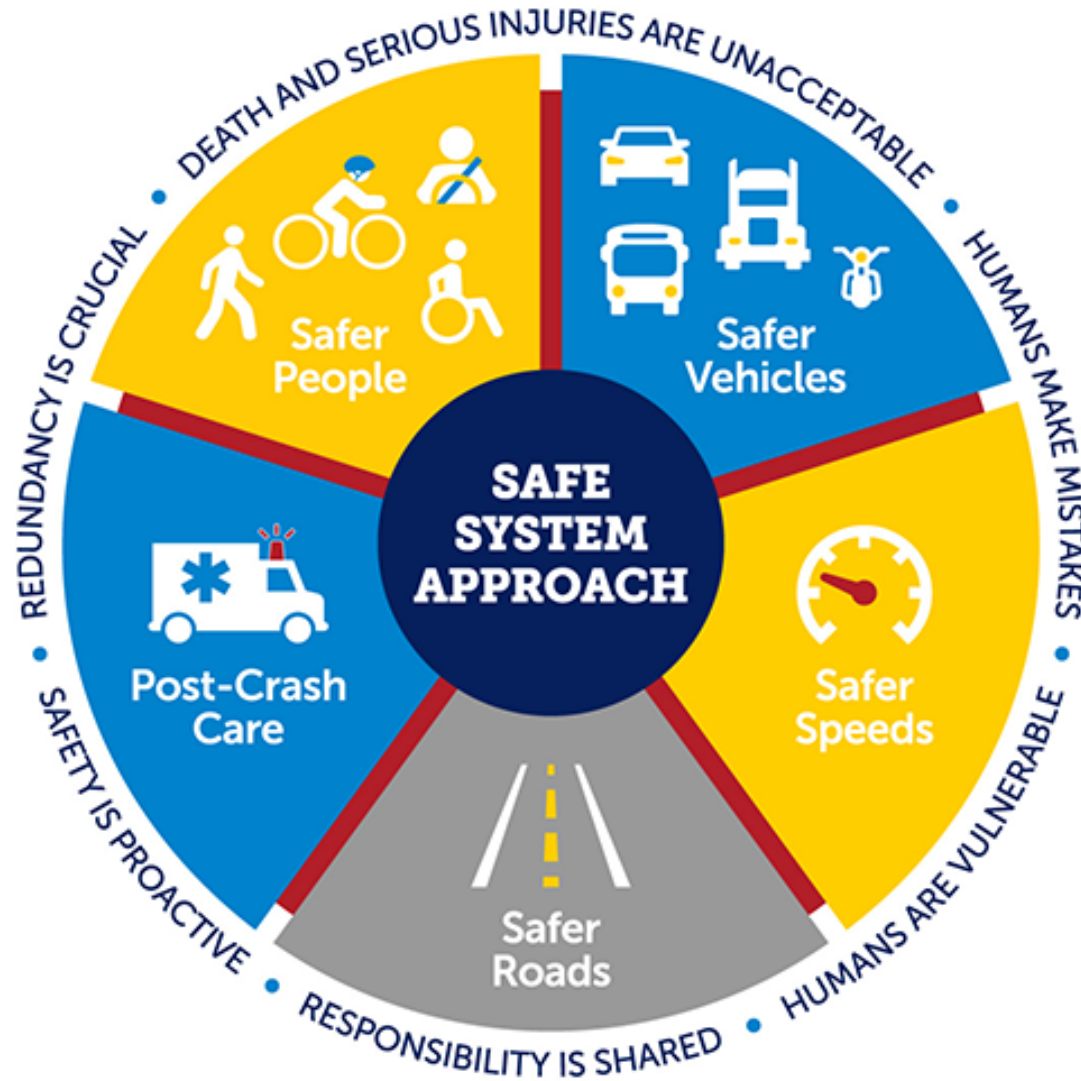 DEATH AND SERIOUS INJURIES ARE UNACCEPTABLE
HUMANS MAKE MISTAKES
HUMANS ARE VULNERABLE
RESPONSIBILITY IS SHARED
SAFETY IS PROACTIVE
REDUNDANCY IS CRUCIAL
Safer
People
Safer
Vehicles
SAFE
SYSTEM
APPROACH
Post-Crash
Care
Safer
Speeds
Safer
Roads